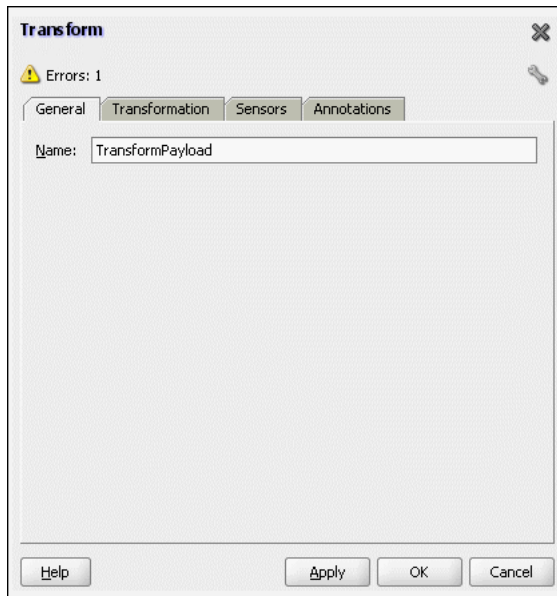 Transform
Errors: 1
General Transformation Sensors Annotations
Name: TransformPayload
Help Apply OK Cancel